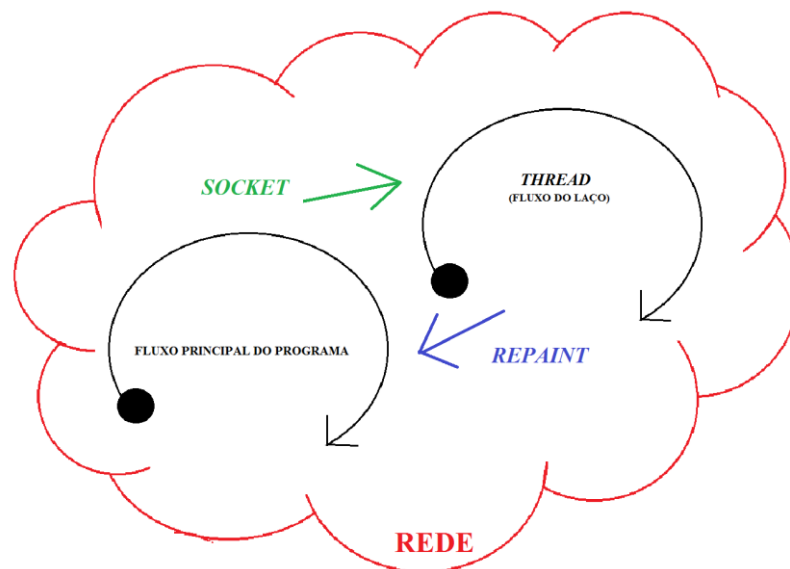 SOCKET
THREAD
(FLUXO DO LAÇO)
FLUXO PRINCIPAL DO PROGRAMA
REPAINT
REDE